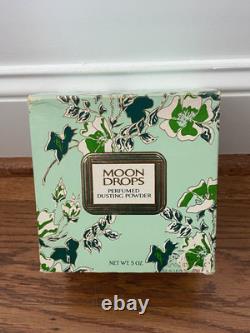 MOON
DROPS
PERFUMED
DUSTING POWDER
NET WT. 5 OZ.